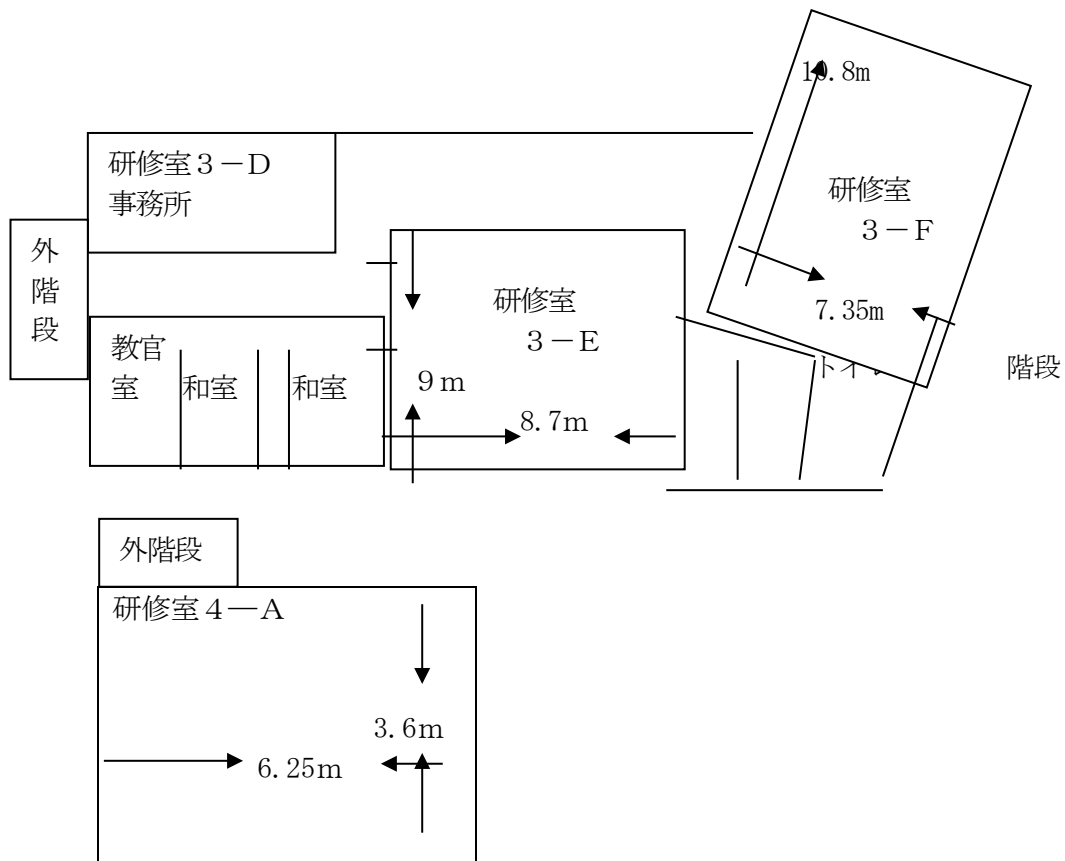 10.8m
研修室３－Ｄ
事務所
研修室
３－Ｆ
外
階
段
研修室
３－Ｅ
7.35m
教官
室
和室
和室
９ｍ
階段
8.7m
外階段
研修室４―Ａ
3.6m
6.25m